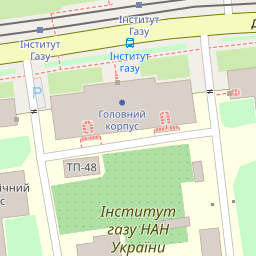 Інститут
Газу
Інститут
Газу
Інститут
газу
Головний
корпус
ТП-48
Інститут
газу НАН
України